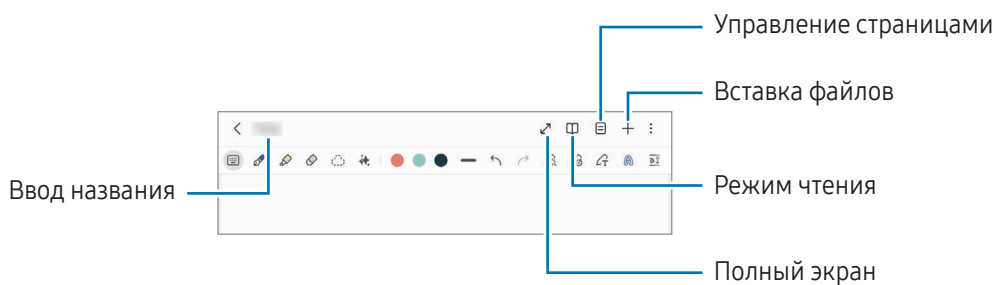 Управление страницами
Вставка файлов
Ввод названия
Режим чтения
Полный экран